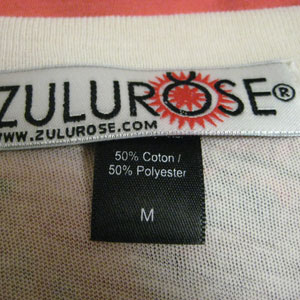 ZULUROSE®
WWW.ZULUROSE.COM
50% Coton /
50% Polyester
M